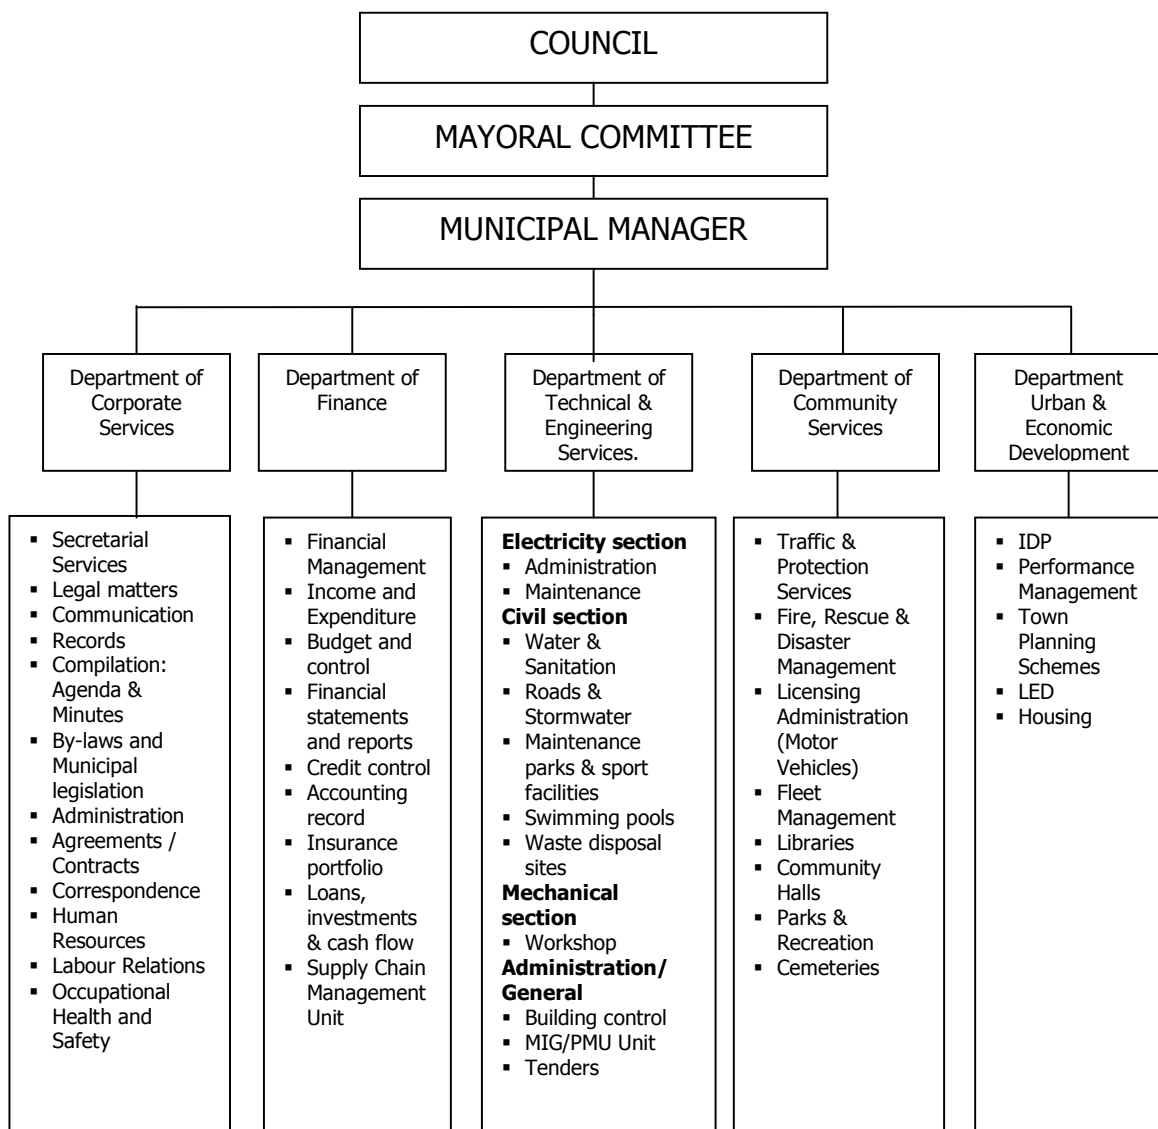 COUNCIL
MAYORAL COMMITTEE
MUNICIPAL MANAGER
Department of
Corporate
Services
Department of
Finance
Department of
Technical &
Engineering
Services.
Department of
Community
Services
Department
Urban &
Economic
Development
▪ Secretarial
Services
▪ Legal matters
▪ Communication
▪ Records
▪ Compilation:
Agenda &
Minutes
▪ By-laws and
Municipal
legislation
▪ Administration
▪ Agreements /
Contracts
▪ Correspondence
▪ Human
Resources
▪ Labour Relations
▪ Occupational
Health and
Safety
▪ Financial
Management
▪ Income and
Expenditure
▪ Budget and
control
▪ Financial
statements
and reports
▪ Credit control
▪ Accounting
record
▪ Insurance
portfolio
▪ Loans,
investments
& cash flow
▪ Supply Chain
Management
Unit
Electricity section
▪ Administration
▪ Maintenance
Civil section
▪ Water &
Sanitation
▪ Roads &
Stormwater
▪ Maintenance
parks & sport
facilities
▪ Swimming pools
▪ Waste disposal
sites
Mechanical
section
▪ Workshop
Administration/
General
▪ Building control
▪ MIG/PMU Unit
▪ Tenders
▪ Traffic &
Protection
Services
▪ Fire, Rescue &
Disaster
Management
▪ Licensing
Administration
(Motor
Vehicles)
▪ Fleet
Management
▪ Libraries
▪ Community
Halls
▪ Parks &
Recreation
▪ Cemeteries
▪ IDP
▪ Performance
Management
▪ Town
Planning
Schemes
▪ LED
▪ Housing